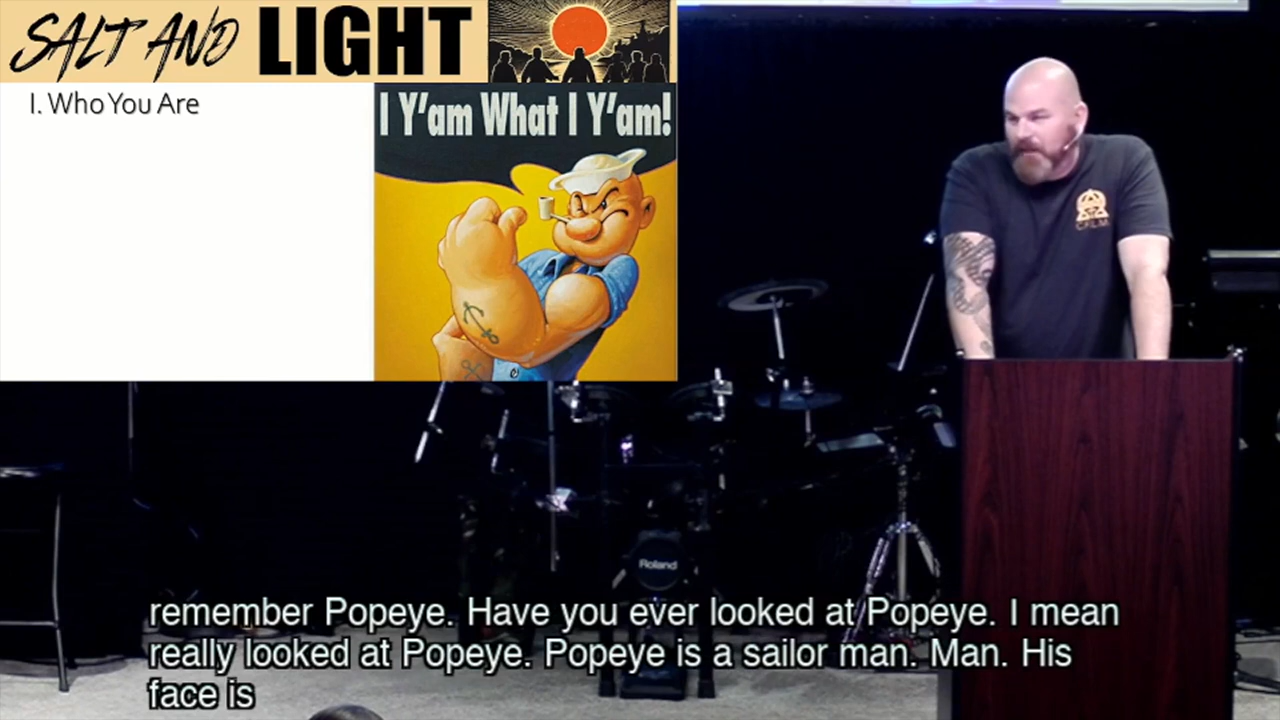 SALT AND LIGHT
I. Who You Are
I Y'am What I Y'am!
CFLM
Roland
remember Popeye. Have you ever looked at Popeye. I mean
really looked at Popeye. Popeye is a sailor man. Man. His
face is